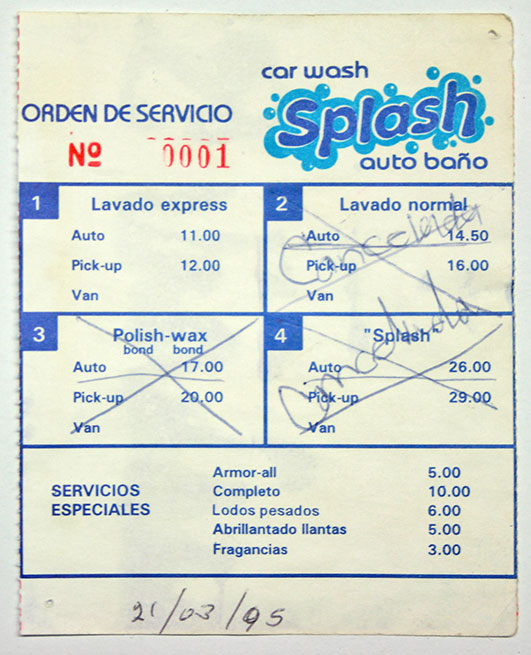 car wash
Splash
auto baño
ORDEN DE SERVICIO
Nº 0001
1 Lavado express
Auto 11.00
Pick-up 12.00
Van
2 Lavado normal
Auto 14.50
Pick-up 16.00
Van
Cancelada
3 Polish-wax
bond bond
Auto 17.00
Pick-up 20.00
Van
4 "Splash"
Auto 26.00
Pick-up 29.00
Van
Cancelada
SERVICIOS
ESPECIALES
Armor-all 5.00
Completo 10.00
Lodos pesados 6.00
Abrillantado llantas 5.00
Fragancias 3.00
21/03/95